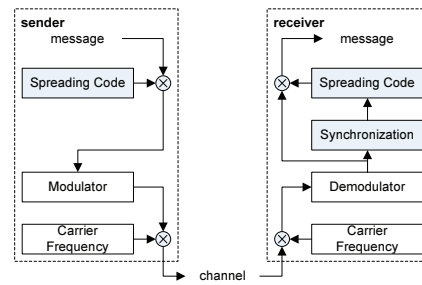 sender
message
Spreading Code
Modulator
Carrier
Frequency
channel
receiver
message
Spreading Code
Synchronization
Demodulator
Carrier
Frequency